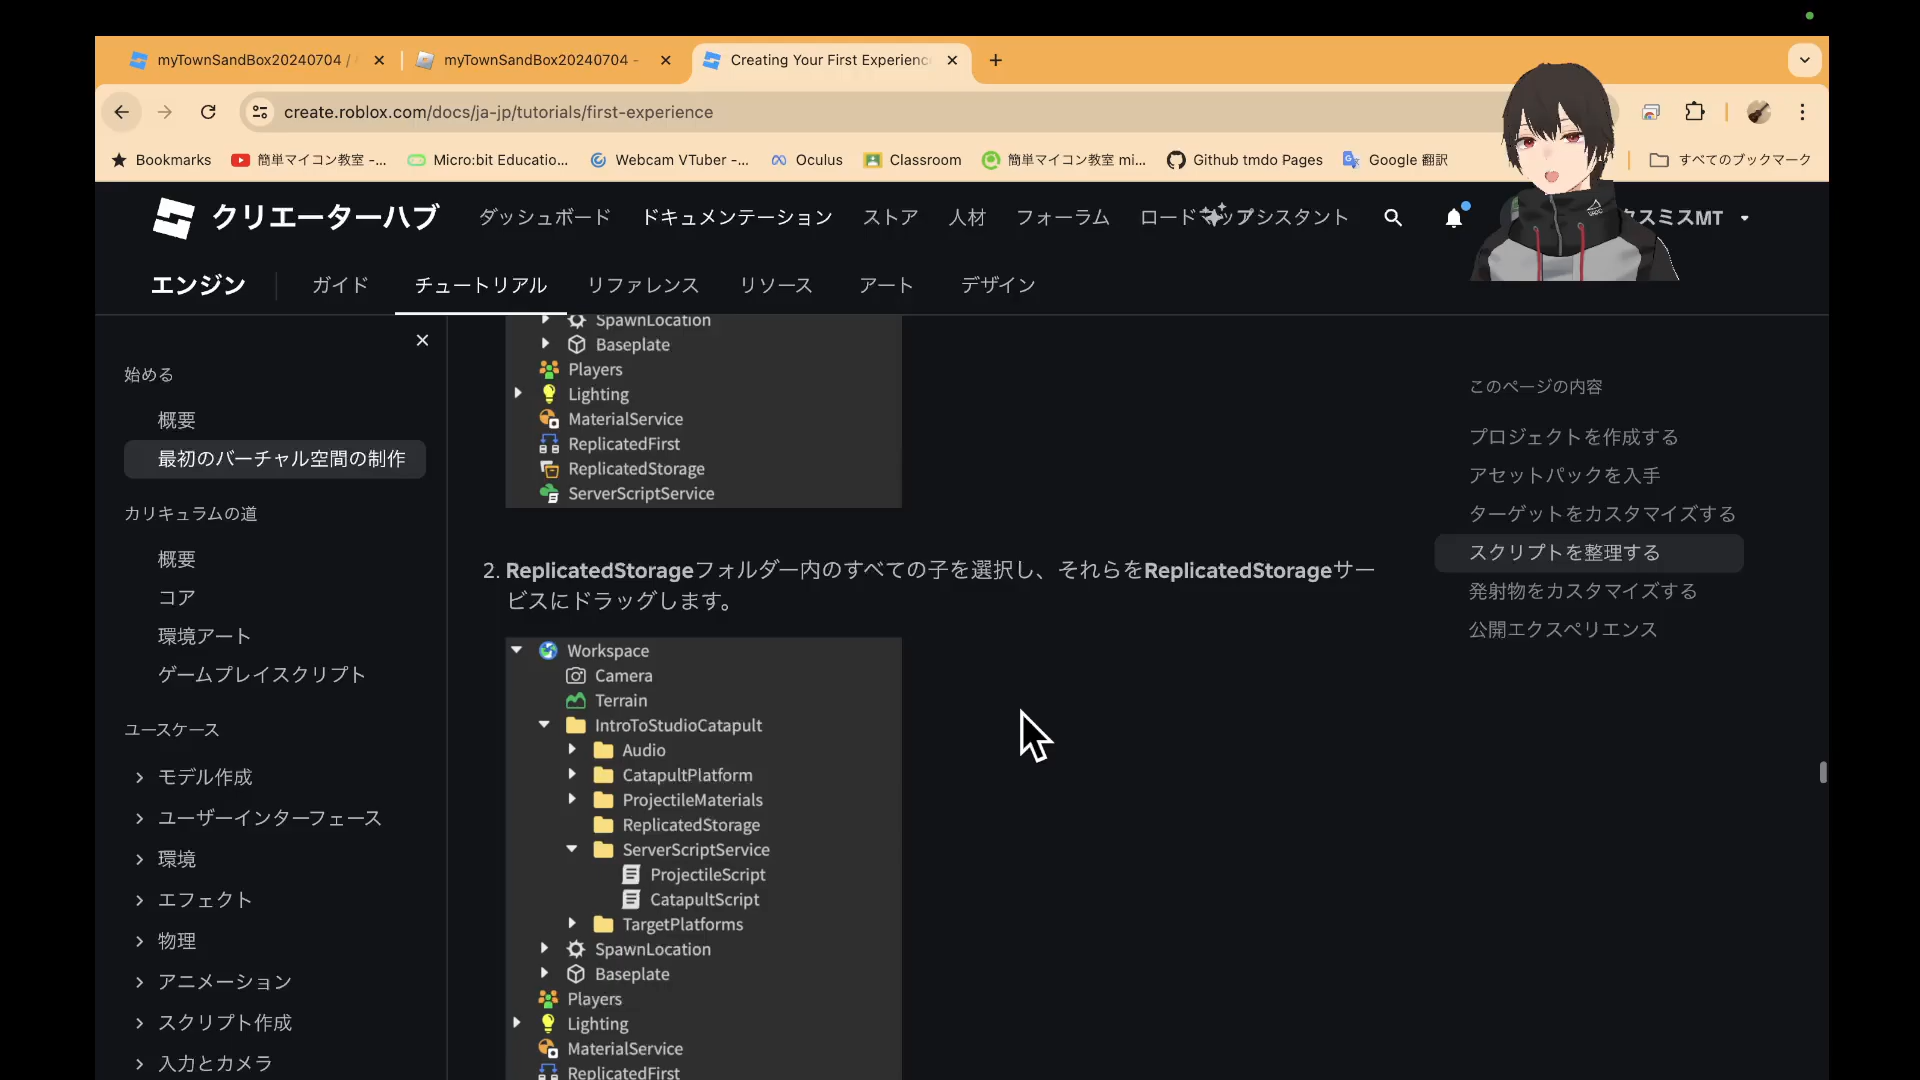 myTownSandBox20240704 /
myTownSandBox20240704 -
Creating Your First Experienc
create.roblox.com/docs/ja-jp/tutorials/first-experience
Bookmarks
簡単マイコン教室 -...
Micro:bit Educatio...
Webcam VTuber -...
Oculus
Classroom
簡単マイコン教室 mi...
Github tmdo Pages
Google 翻訳
すべてのブックマーク
クリエーターハブ
ダッシュボード
ドキュメンテーション
ストア
人材
フォーラム
ロードマップ
シスタント
スミスMT
エンジン
ガイド
チュートリアル
リファレンス
リソース
アート
デザイン
始める
概要
最初のバーチャル空間の制作
カリキュラムの道
概要
コア
環境アート
ゲームプレイスクリプト
ユースケース
モデル作成
ユーザーインターフェース
環境
エフェクト
物理
アニメーション
スクリプト作成
入力とカメラ
SpawnLocation
Baseplate
Players
Lighting
MaterialService
ReplicatedFirst
ReplicatedStorage
ServerScriptService
2. ReplicatedStorageフォルダー内のすべての子を選択し、それらをReplicatedStorageサー
ビスにドラッグします。
Workspace
Camera
Terrain
IntroToStudioCatapult
Audio
CatapultPlatform
ProjectileMaterials
ReplicatedStorage
ServerScriptService
ProjectileScript
CatapultScript
TargetPlatforms
SpawnLocation
Baseplate
Players
Lighting
MaterialService
ReplicatedFirst
このページの内容
プロジェクトを作成する
アセットパックを入手
ターゲットをカスタマイズする
スクリプトを整理する
発射物をカスタマイズする
公開エクスペリエンス